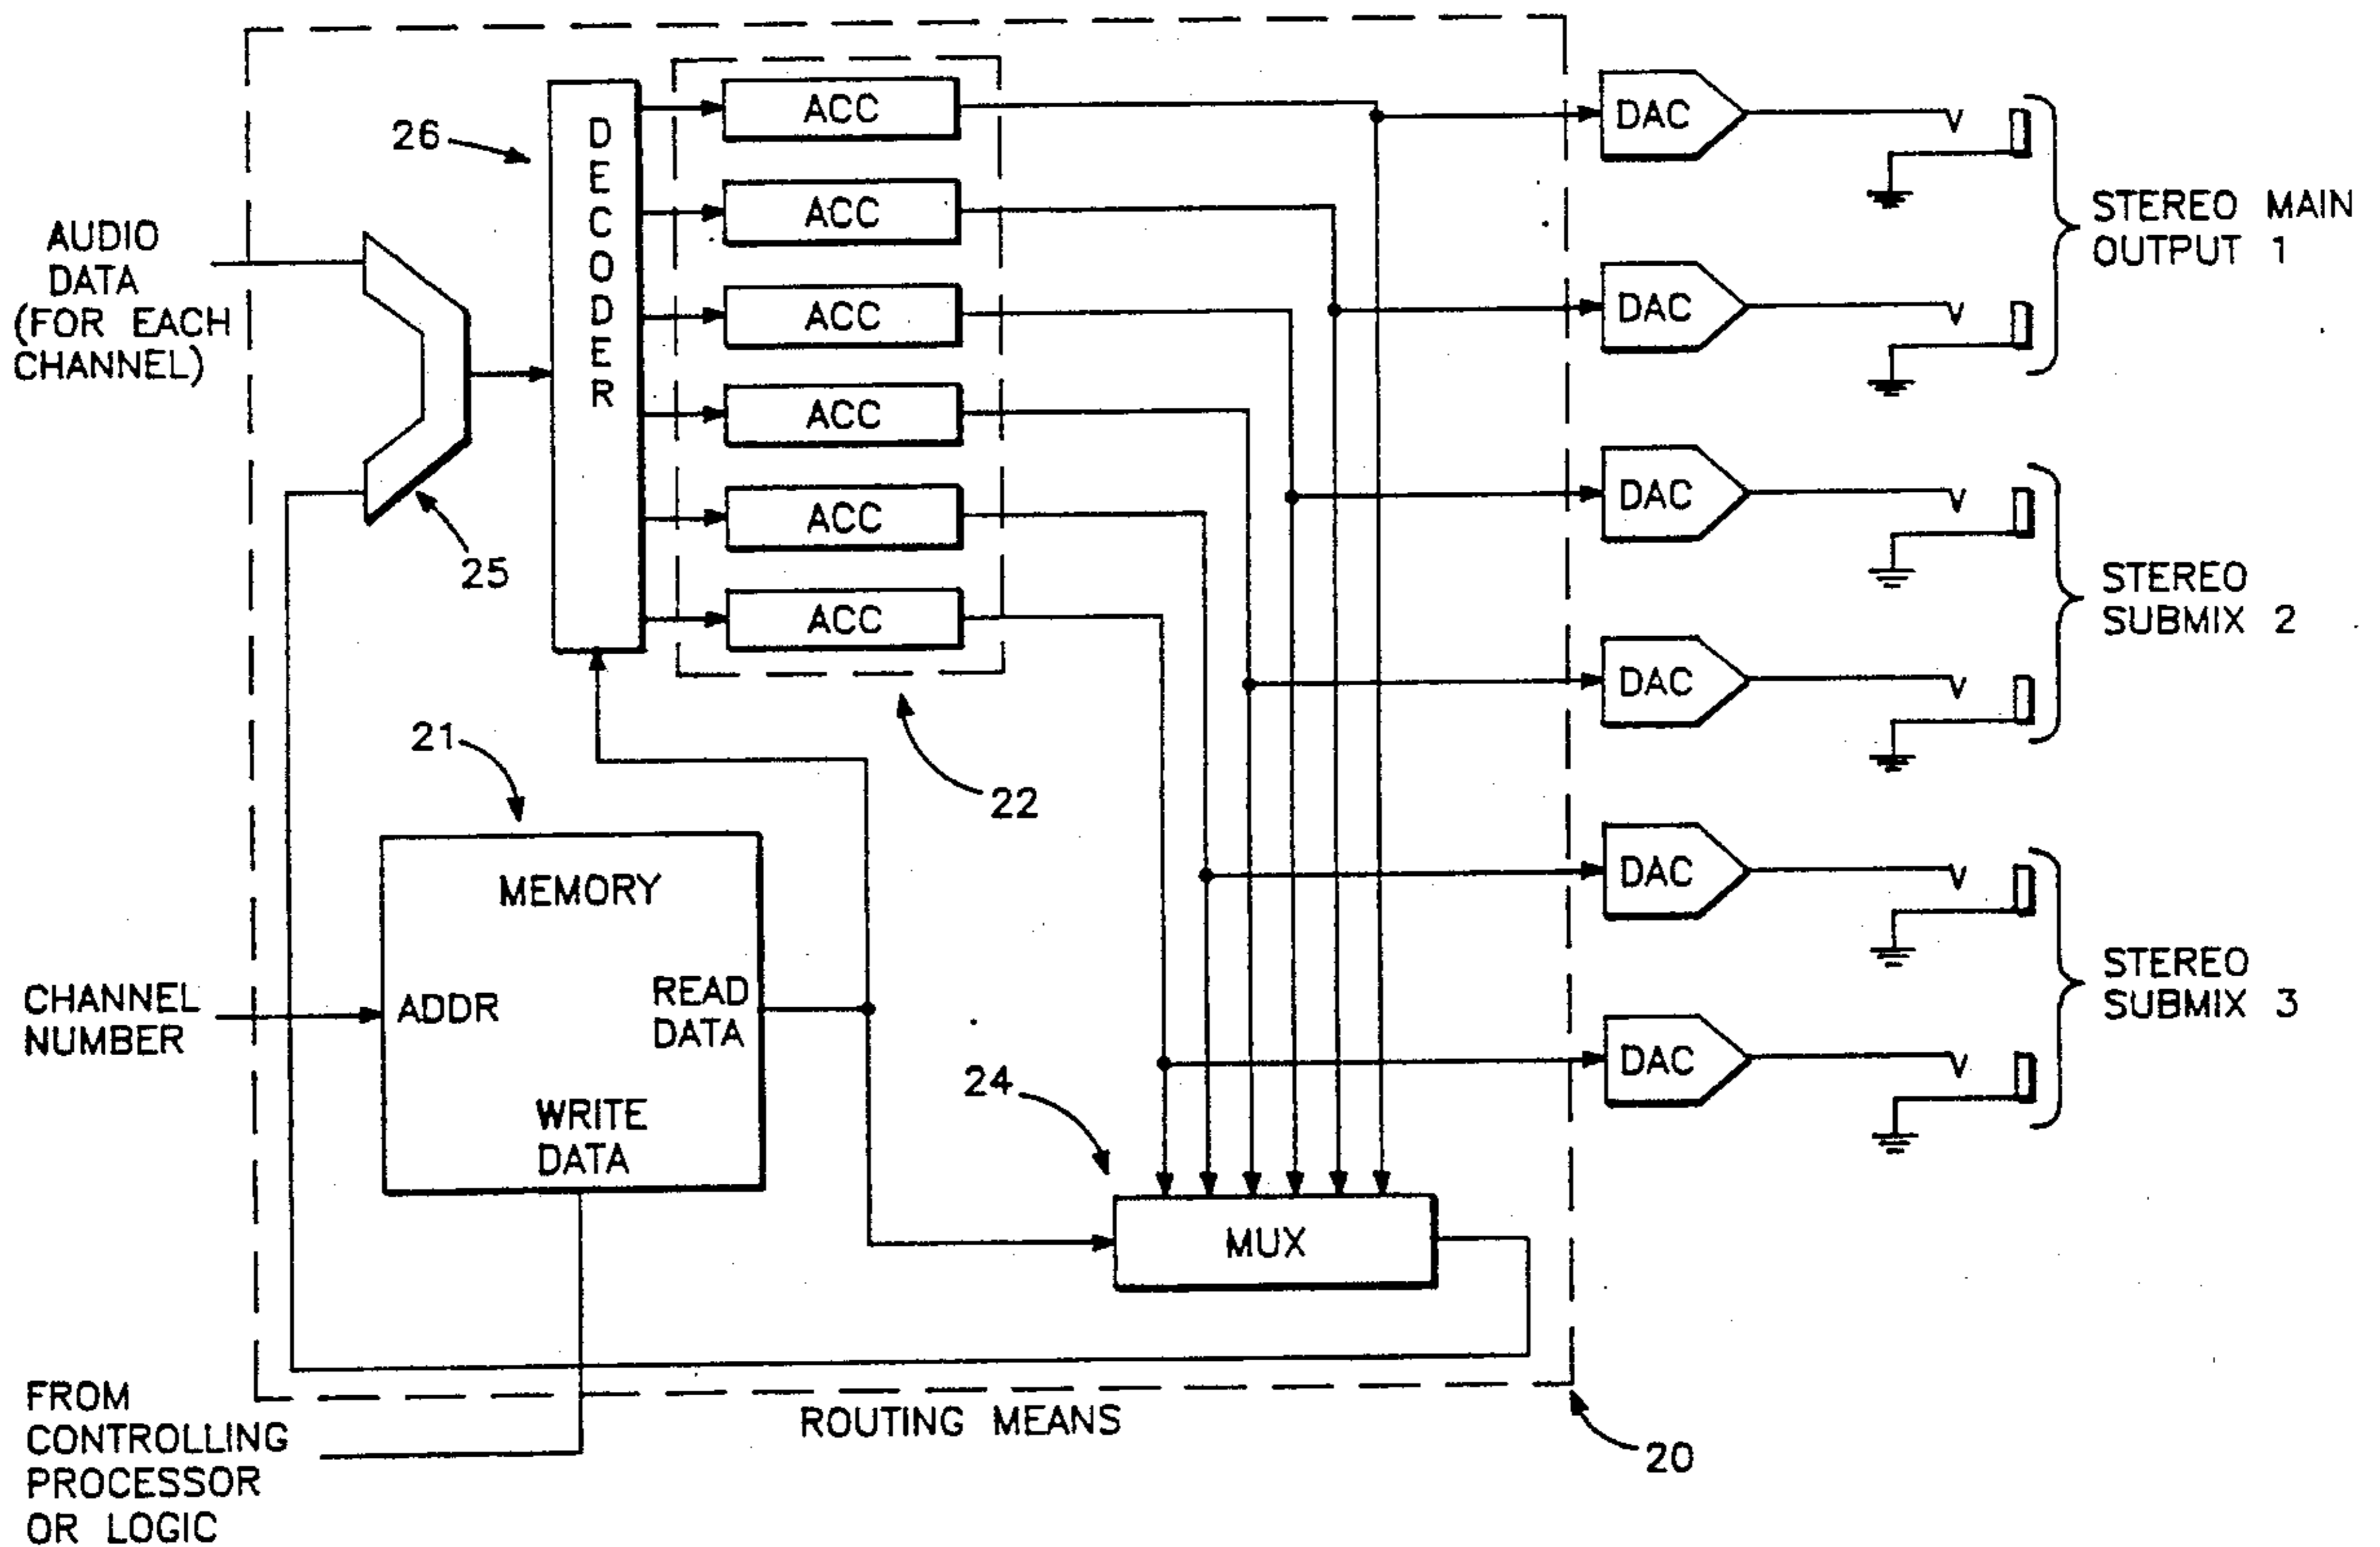 26
DECODER
ACC
ACC
ACC
ACC
ACC
ACC
22
AUDIO
DATA
(FOR EACH
CHANNEL)
25
21
MEMORY
ADDR
READ
DATA
WRITE
DATA
CHANNEL
NUMBER
24
MUX
FROM
CONTROLLING
PROCESSOR
OR LOGIC
ROUTING MEANS
20
DAC
DAC
STEREO MAIN
OUTPUT 1
DAC
DAC
STEREO
SUBMIX 2
DAC
DAC
STEREO
SUBMIX 3